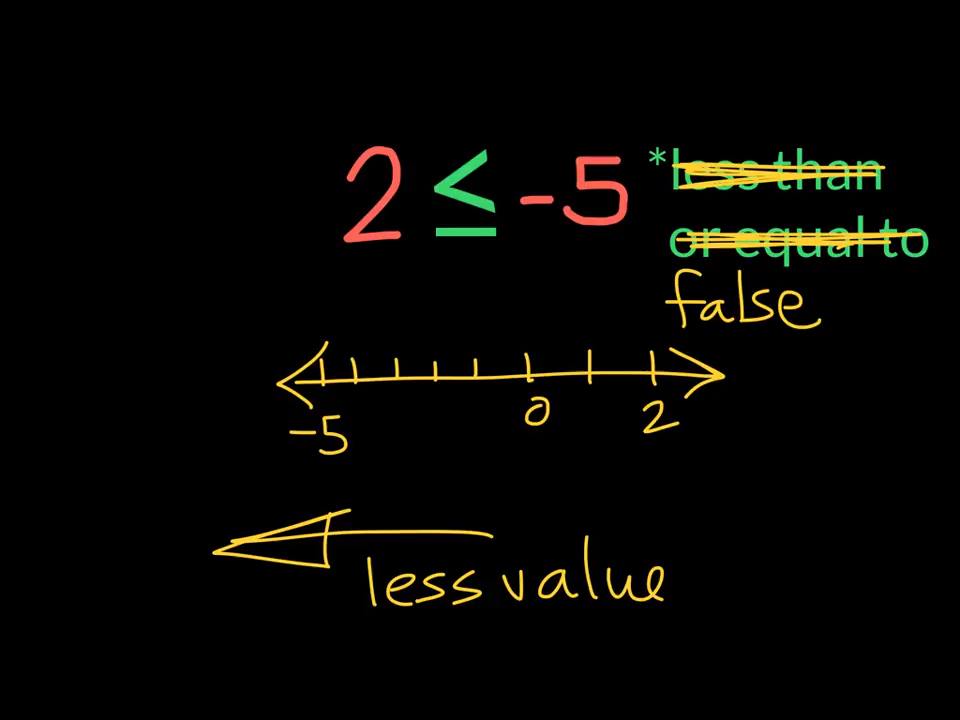 2 ≤ -5 *less than
or equal to
false
-5 0 2
less value